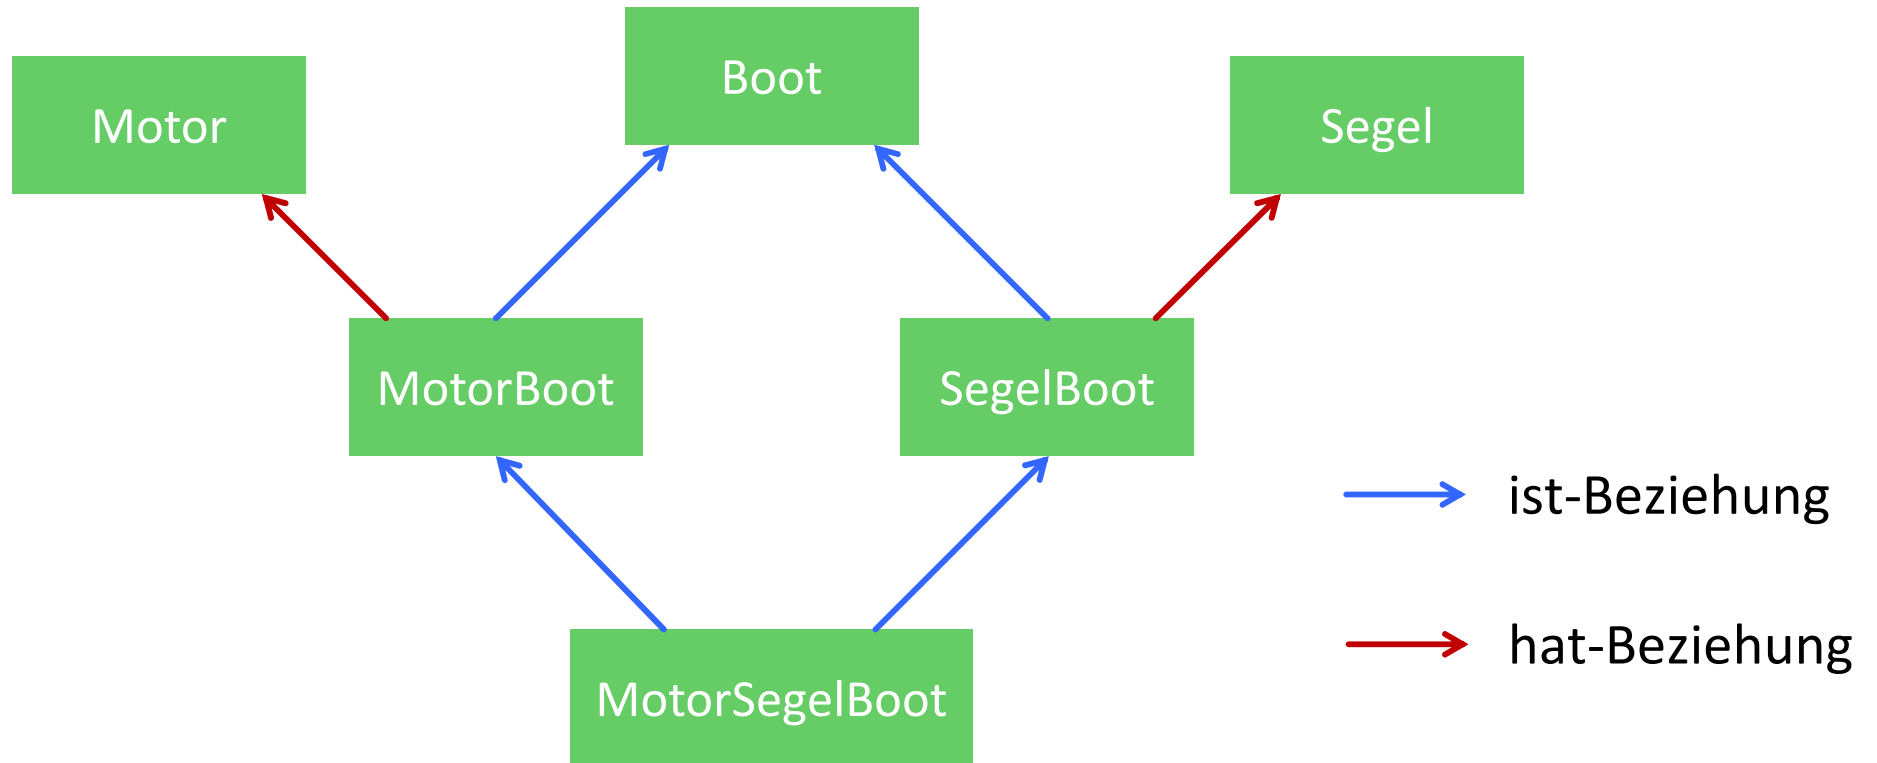 Boot
Motor
Segel
MotorBoot
SegelBoot
ist-Beziehung
hat-Beziehung
MotorSegelBoot